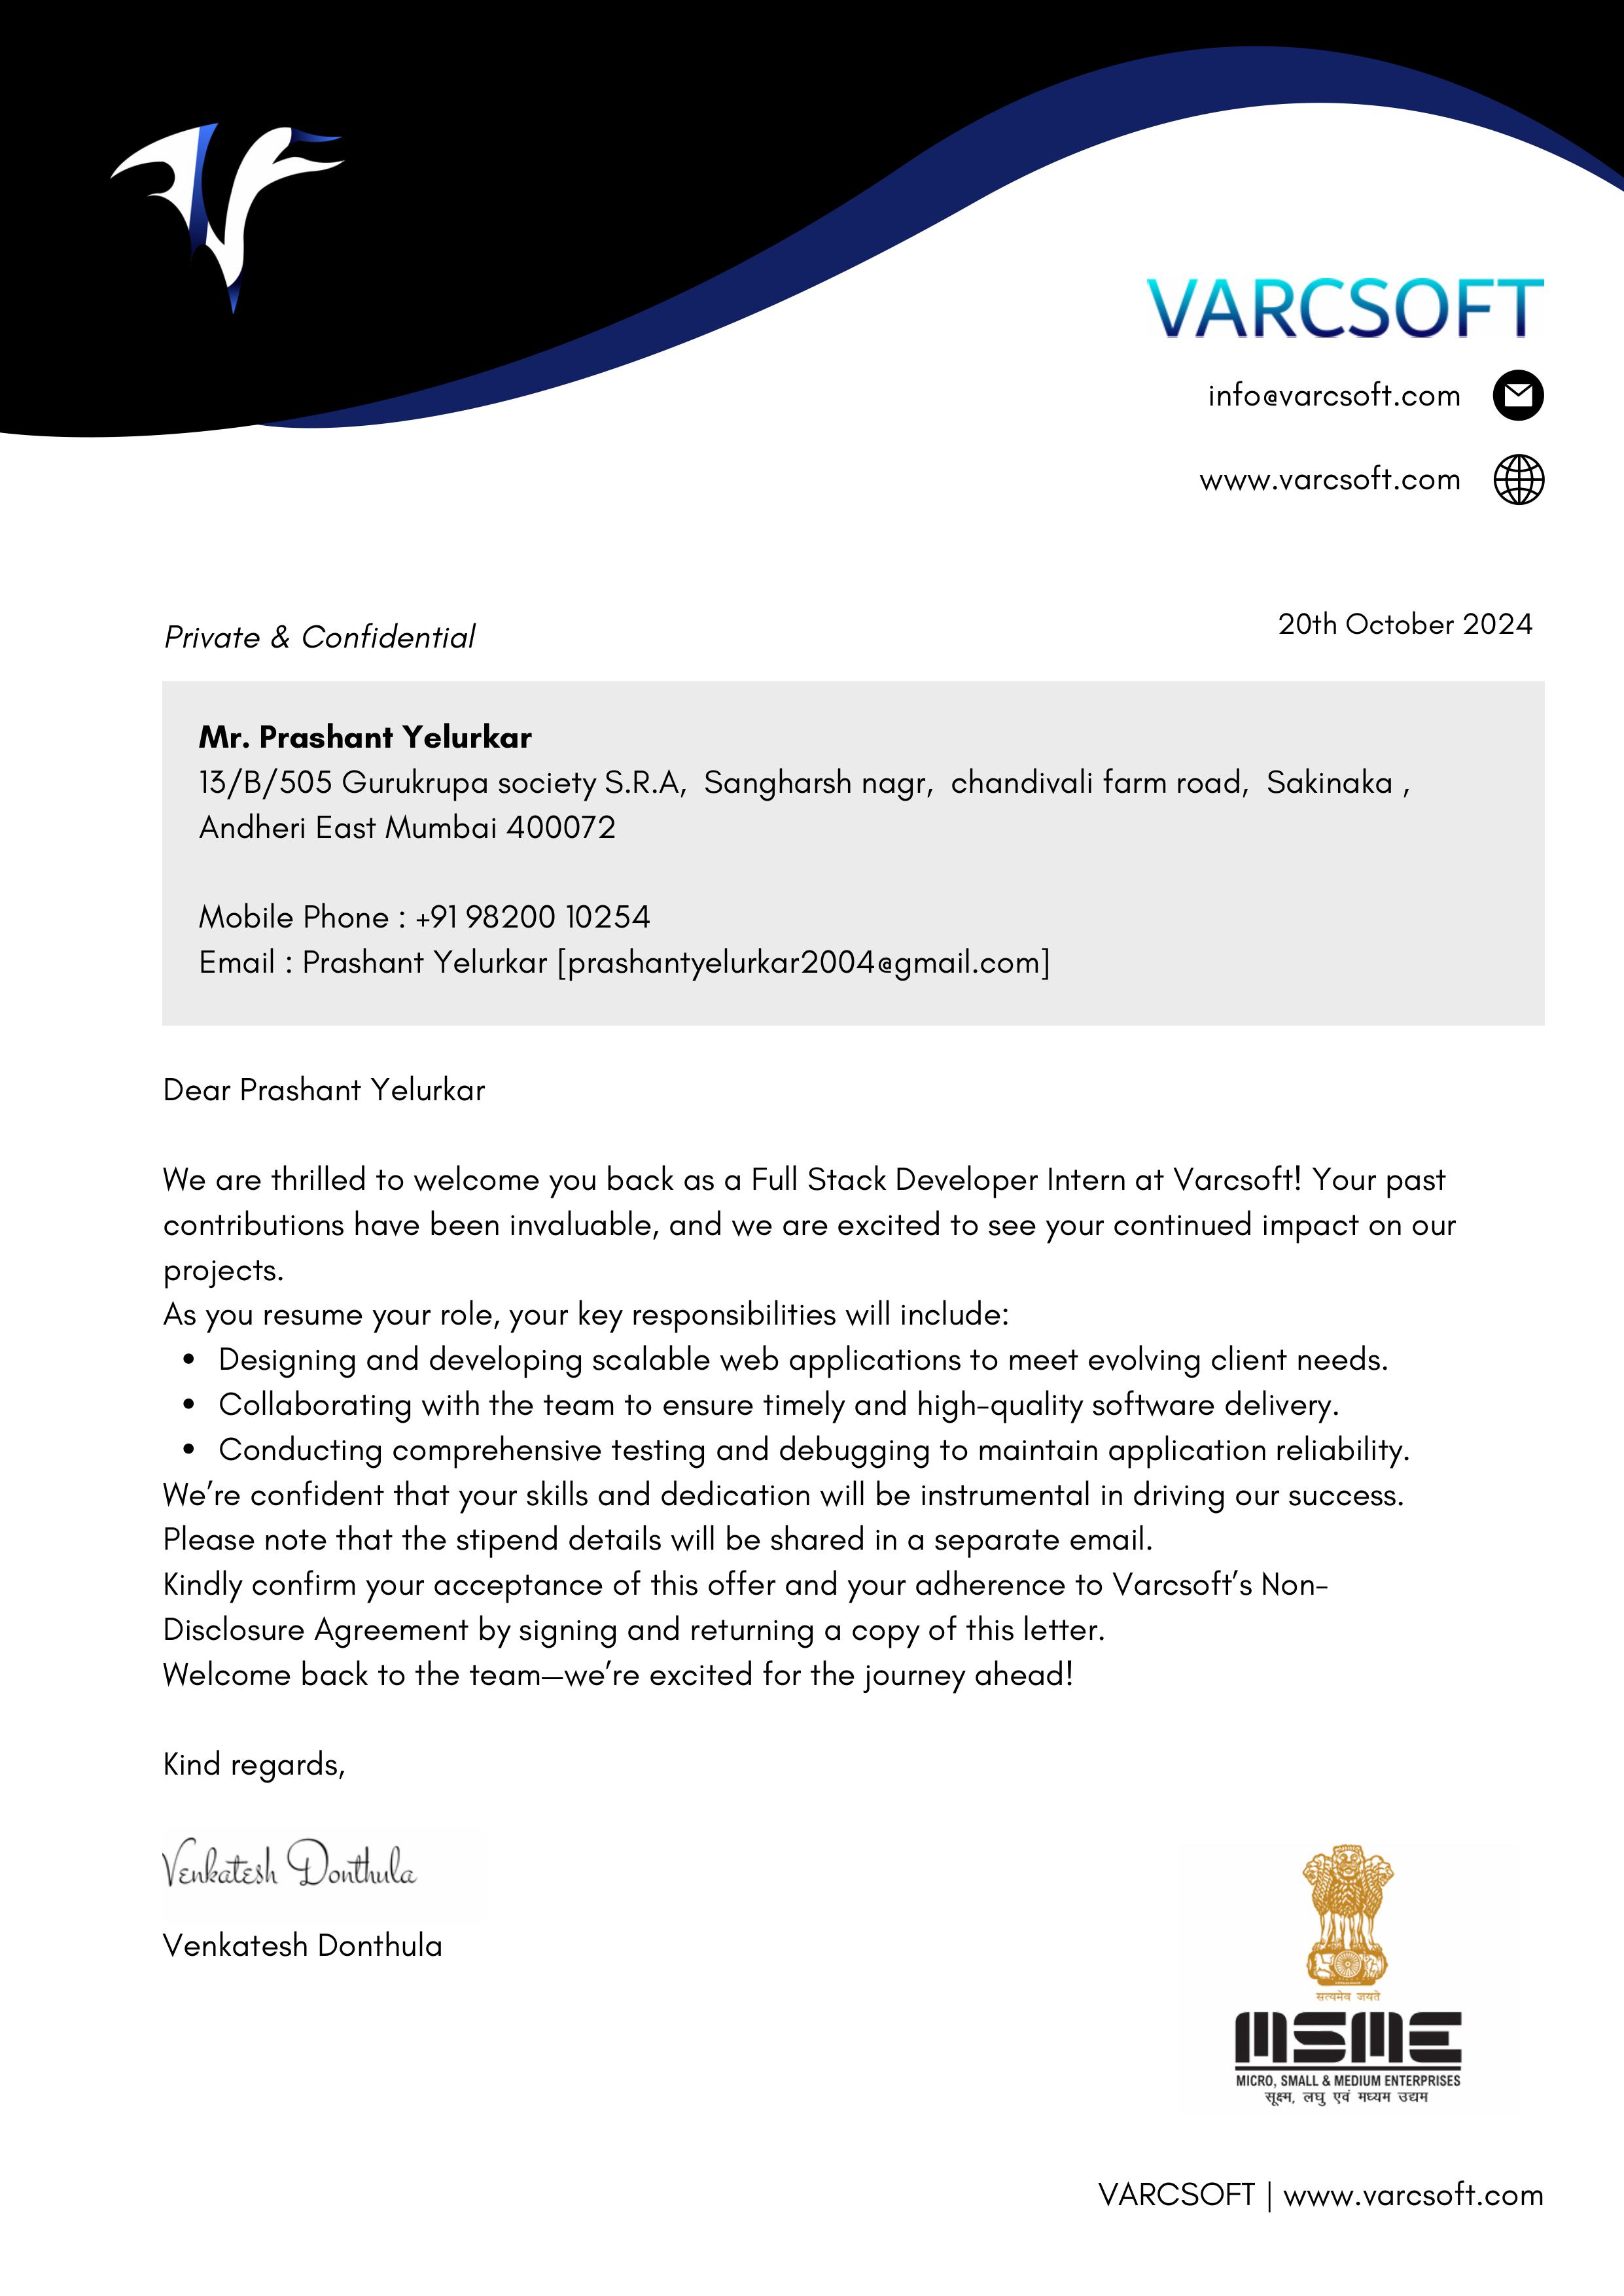 VARCSOFT
info@varcsoft.com
www.varcsoft.com
20th October 2024
Private & Confidential
Mr. Prashant Yelurkar
13/B/505 Gurukrupa society S.R.A,  Sangharsh nagr,  chandivali farm road,  Sakinaka ,
Andheri East Mumbai 400072
Mobile Phone : +91 98200 10254
Email : Prashant Yelurkar [prashantyelurkar2004@gmail.com]
Dear Prashant Yelurkar
We are thrilled to welcome you back as a Full Stack Developer Intern at Varcsoft! Your past
contributions have been invaluable, and we are excited to see your continued impact on our
projects.
As you resume your role, your key responsibilities will include:
• Designing and developing scalable web applications to meet evolving client needs.
• Collaborating with the team to ensure timely and high-quality software delivery.
• Conducting comprehensive testing and debugging to maintain application reliability.
We’re confident that your skills and dedication will be instrumental in driving our success.
Please note that the stipend details will be shared in a separate email.
Kindly confirm your acceptance of this offer and your adherence to Varcsoft’s Non-
Disclosure Agreement by signing and returning a copy of this letter.
Welcome back to the team—we’re excited for the journey ahead!
Kind regards,
Venkatesh Donthula
Venkatesh Donthula
सत्यमेव जयते
MSME
MICRO, SMALL & MEDIUM ENTERPRISES
सूक्ष्म, लघु एवं मध्यम उद्यम
VARCSOFT | www.varcsoft.com